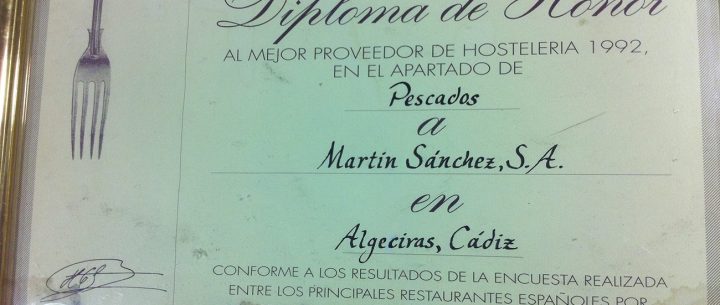 Diploma de Honor
AL MEJOR PROVEEDOR DE HOSTELERIA 1992,
EN EL APARTADO DE
Pescados
a
Martín Sánchez, S.A.
en
Algeciras, Cádiz
CONFORME A LOS RESULTADOS DE LA ENCUESTA REALIZADA
ENTRE LOS PRINCIPALES RESTAURANTES ESPAÑOLES POR